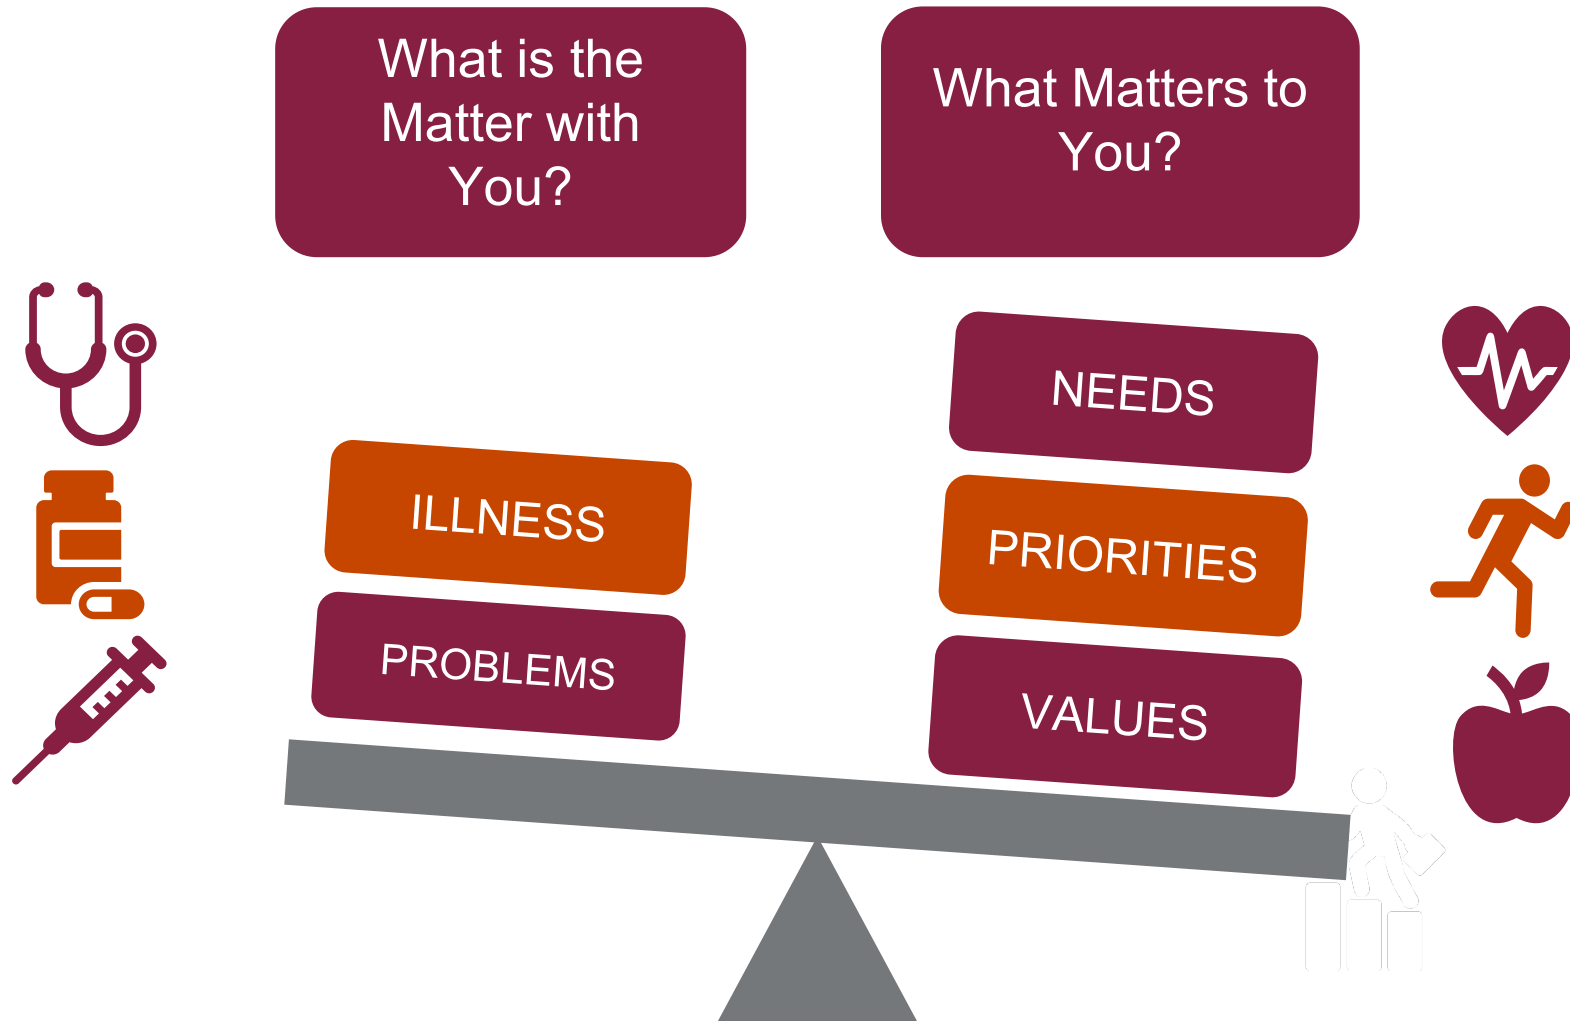 What is the
Matter with
You?
What Matters to
You?
ILLNESS
PROBLEMS
NEEDS
PRIORITIES
VALUES